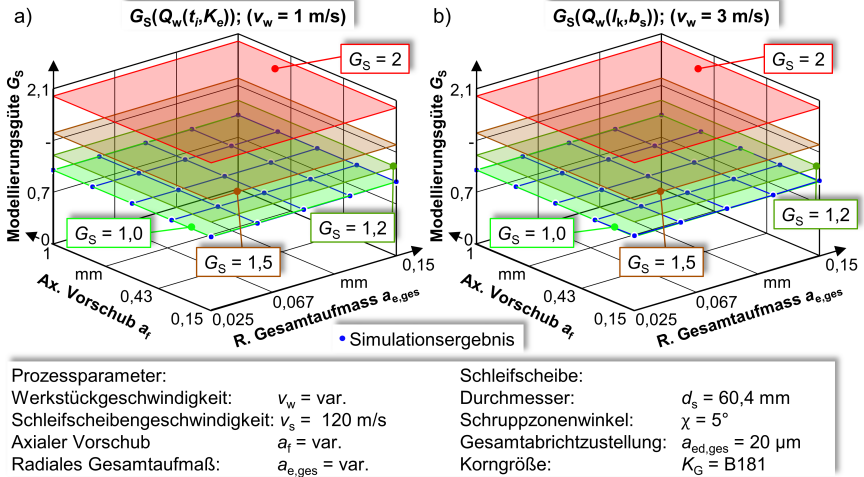 a)
G_S(Q_w(t_i,K_e)); (v_w = 1 m/s)
Modellierungsgüte G_S
2,1
-
0,7
0
G_S = 2
G_S = 1,0
G_S = 1,5
G_S = 1,2
1
mm
0,43
0,15
Ax. Vorschub a_f
0,025
0,067
mm
0,15
R. Gesamtaufmass a_e,ges
b)
G_S(Q_w(l_k,b_s)); (v_w = 3 m/s)
Modellierungsgüte G_S
2,1
-
0,7
0
G_S = 2
G_S = 1,0
G_S = 1,5
G_S = 1,2
1
mm
0,43
0,15
Ax. Vorschub a_f
0,025
0,067
mm
0,15
R. Gesamtaufmass a_e,ges
Simulationsergebnis
Prozessparameter:
Werkstückgeschwindigkeit: v_w = var.
Schleifscheibengeschwindigkeit: v_s = 120 m/s
Axialer Vorschub a_f = var.
Radiales Gesamtaufmaß: a_e,ges = var.
Schleifscheibe:
Durchmesser: d_s = 60,4 mm
Schruppzonenwinkel: χ = 5°
Gesamtabrichtzustellung: a_ed,ges = 20 µm
Korngröße: K_G = B181